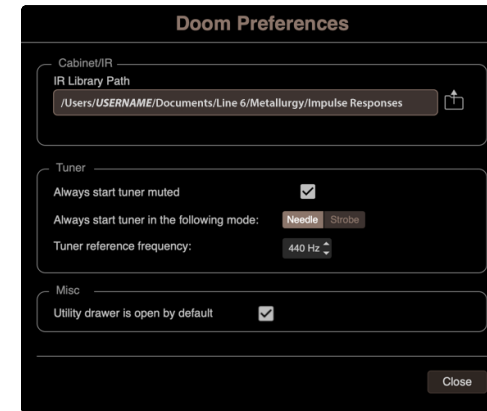 Doom Preferences
Cabinet/IR
IR Library Path
/Users/USERNAME/Documents/Line 6/Metallurgy/Impulse Responses
Tuner
Always start tuner muted
Always start tuner in the following mode: Needle Strobe
Tuner reference frequency: 440 Hz
Misc
Utility drawer is open by default
Close